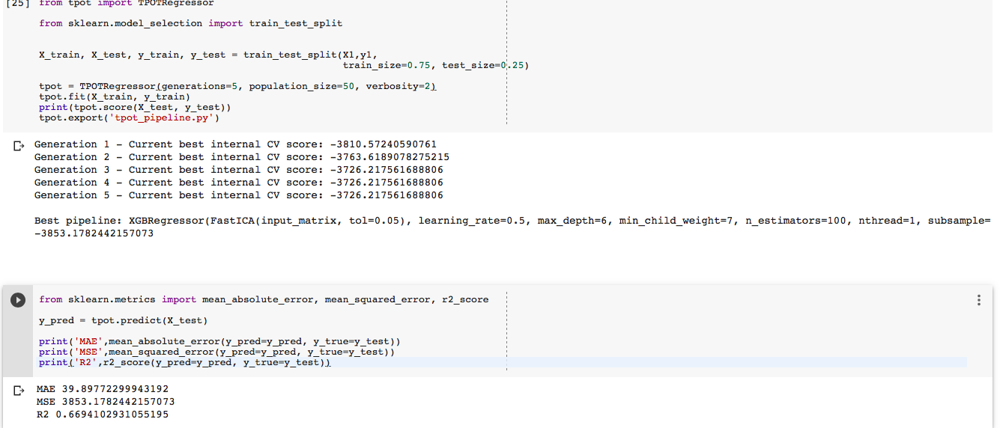 [25] from tpot import TPOTRegressor
from sklearn.model_selection import train_test_split
X_train, X_test, y_train, y_test = train_test_split(X1,y1,
train_size=0.75, test_size=0.25)
tpot = TPOTRegressor(generations=5, population_size=50, verbosity=2)
tpot.fit(X_train, y_train)
print(tpot.score(X_test, y_test))
tpot.export('tpot_pipeline.py')
Generation 1 - Current best internal CV score: -3810.57240590761
Generation 2 - Current best internal CV score: -3763.6189078275215
Generation 3 - Current best internal CV score: -3726.217561688806
Generation 4 - Current best internal CV score: -3726.217561688806
Generation 5 - Current best internal CV score: -3726.217561688806
Best pipeline: XGBRegressor(FastICA(input_matrix, tol=0.05), learning_rate=0.5, max_depth=6, min_child_weight=7, n_estimators=100, nthread=1, subsample=
-3853.1782442157073
from sklearn.metrics import mean_absolute_error, mean_squared_error, r2_score
y_pred = tpot.predict(X_test)
print('MAE',mean_absolute_error(y_pred=y_pred, y_true=y_test))
print('MSE',mean_squared_error(y_pred=y_pred, y_true=y_test))
print('R2',r2_score(y_pred=y_pred, y_true=y_test))
MAE 39.89772299943192
MSE 3853.1782442157073
R2 0.6694102931055195